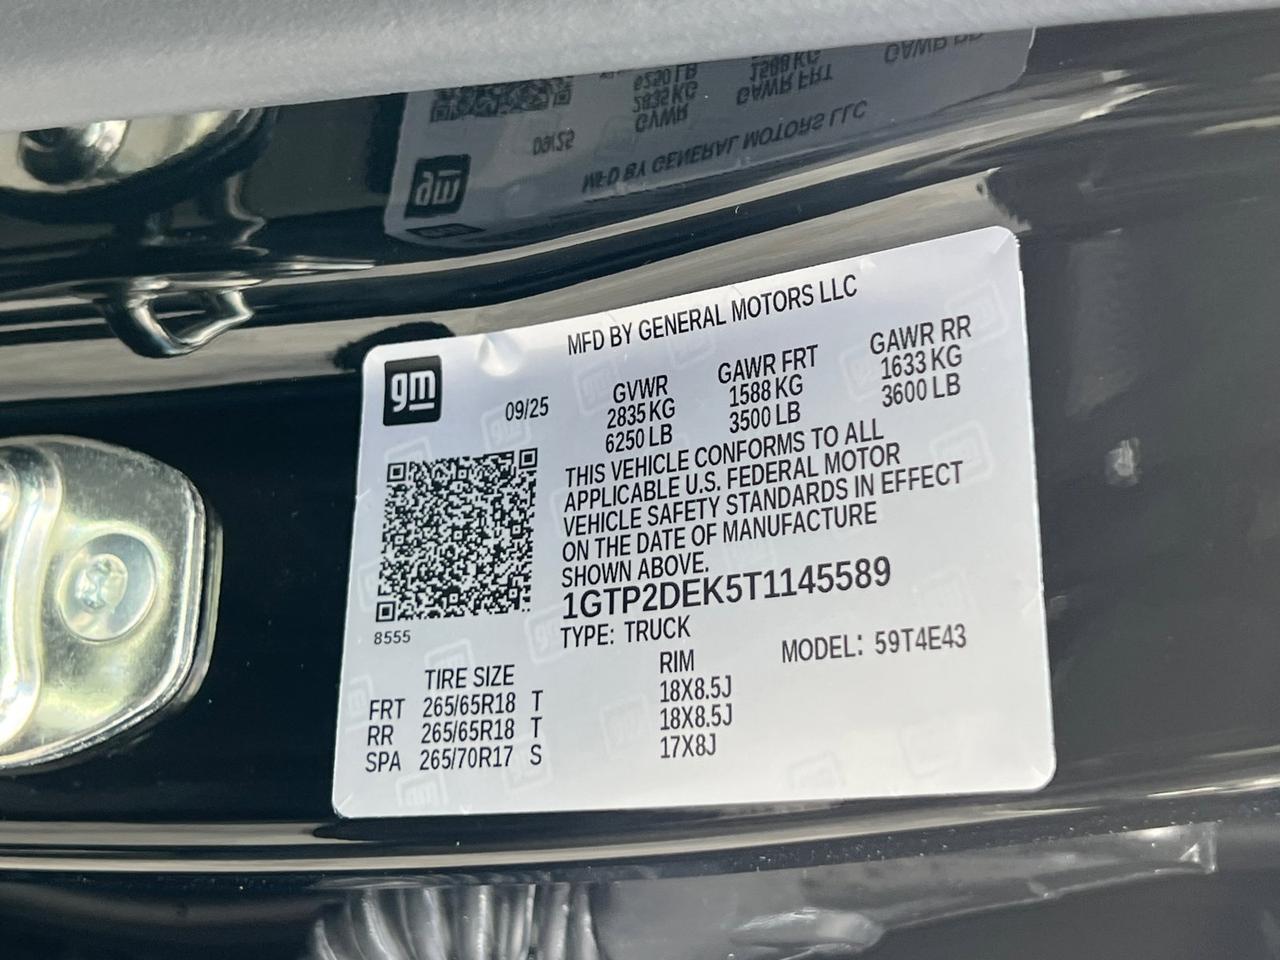 MFD BY GENERAL MOTORS LLC
gm
09/25
GVWR GAWR FRT GAWR RR
2835 KG 1588 KG 1633 KG
6250 LB 3500 LB 3600 LB
THIS VEHICLE CONFORMS TO ALL
APPLICABLE U.S. FEDERAL MOTOR
VEHICLE SAFETY STANDARDS IN EFFECT
ON THE DATE OF MANUFACTURE
SHOWN ABOVE.
1GTP2DEK5T1145589
8555
TYPE: TRUCK MODEL: 59T4E43
TIRE SIZE RIM
FRT 265/65R18 T 18X8.5J
RR 265/65R18 T 18X8.5J
SPA 265/70R17 S 17X8J